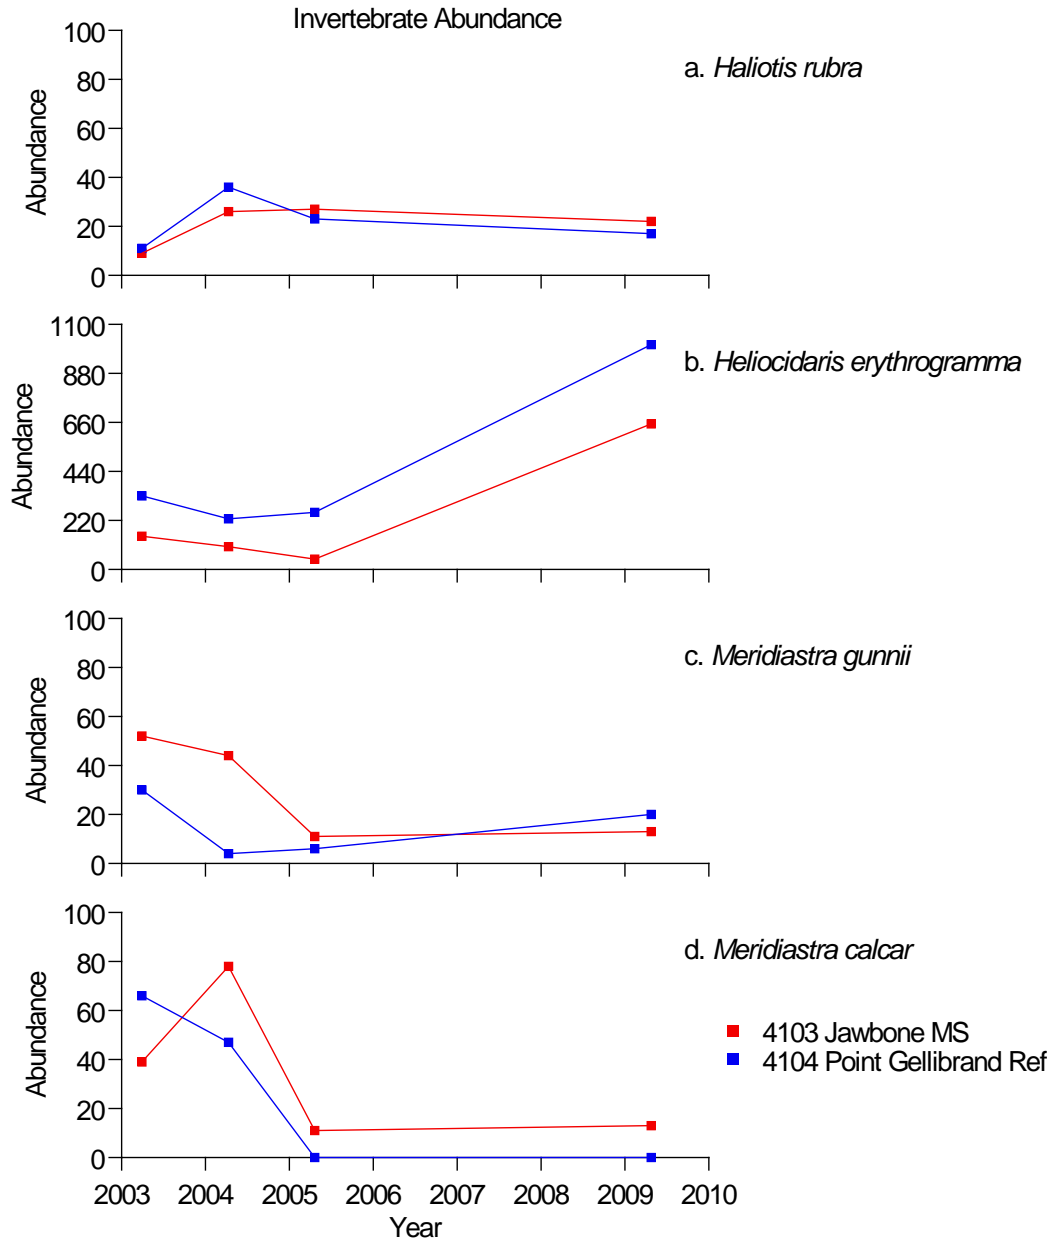 Invertebrate Abundance
100
80
60
40
20
0
Abundance
a. Haliotis rubra
1100
880
660
440
220
0
Abundance
b. Heliocidaris erythrogramma
100
80
60
40
20
0
Abundance
c. Meridiastra gunnii
100
80
60
40
20
0
Abundance
d. Meridiastra calcar
4103 Jawbone MS
4104 Point Gellibrand Ref
2003 2004 2005 2006 2007 2008 2009 2010
Year